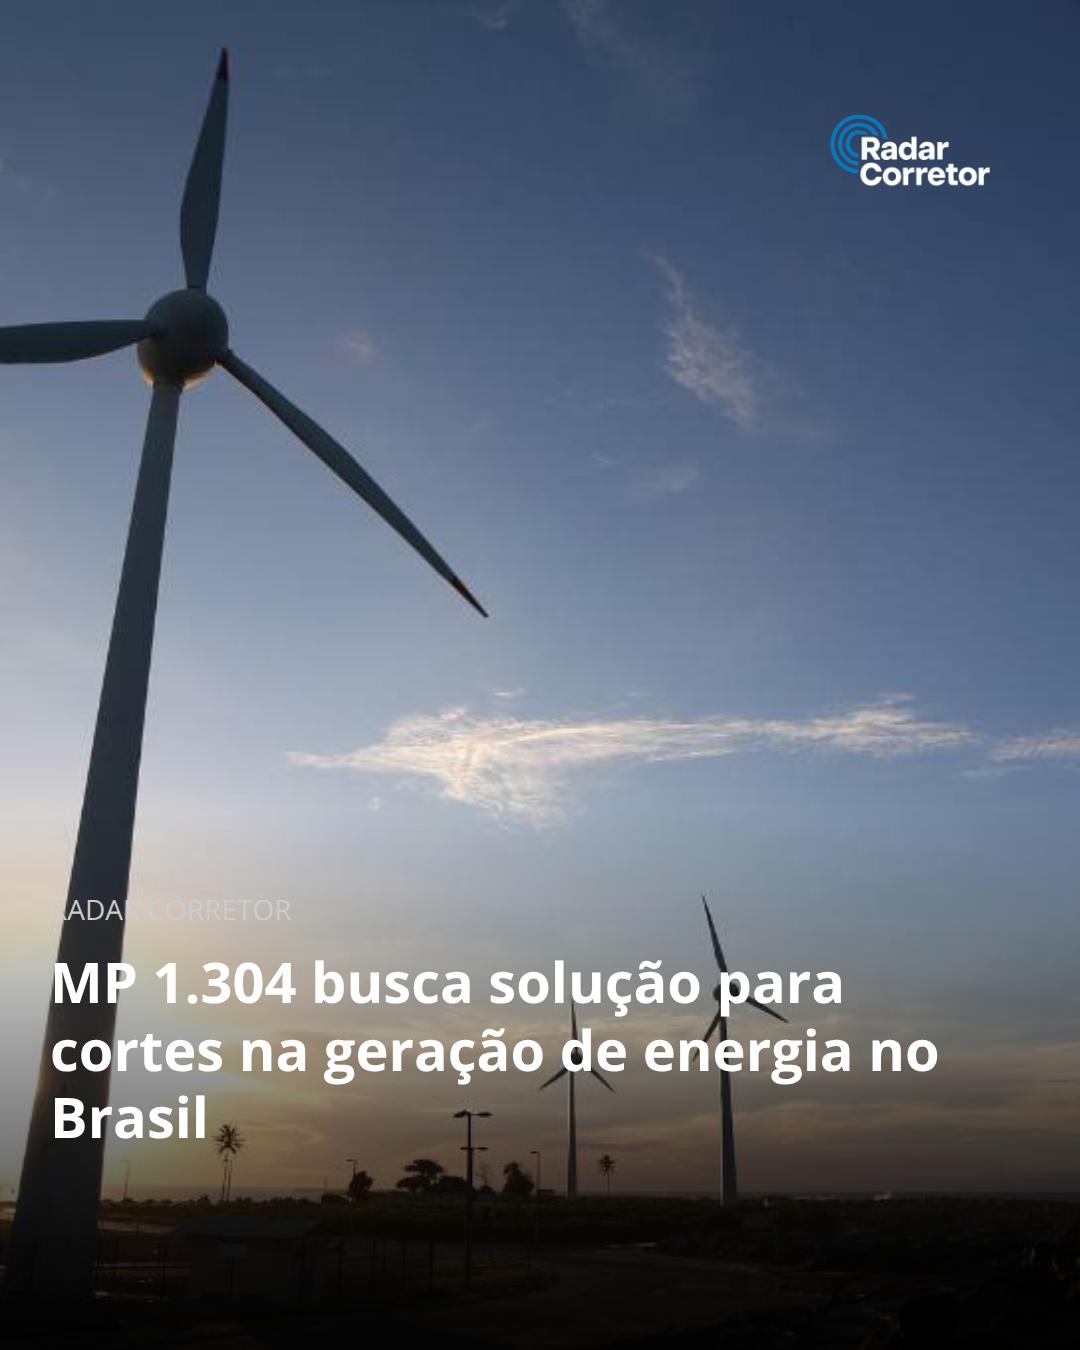 Radar
Corretor
RADAR CORRETOR
MP 1.304 busca solução para
cortes na geração de energia no
Brasil